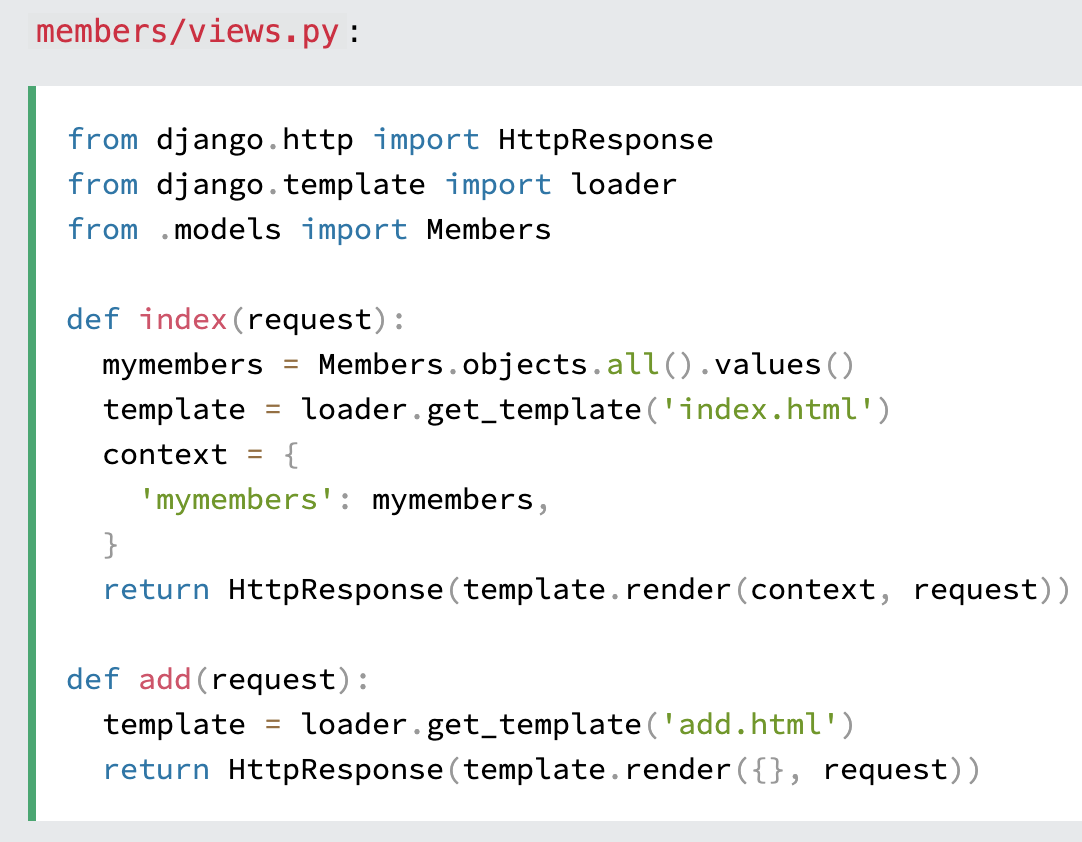 members/views.py:
from django.http import HttpResponse
from django.template import loader
from .models import Members
def index(request):
  mymembers = Members.objects.all().values()
  template = loader.get_template('index.html')
  context = {
    'mymembers': mymembers,
  }
  return HttpResponse(template.render(context, request))
def add(request):
  template = loader.get_template('add.html')
  return HttpResponse(template.render({}, request))